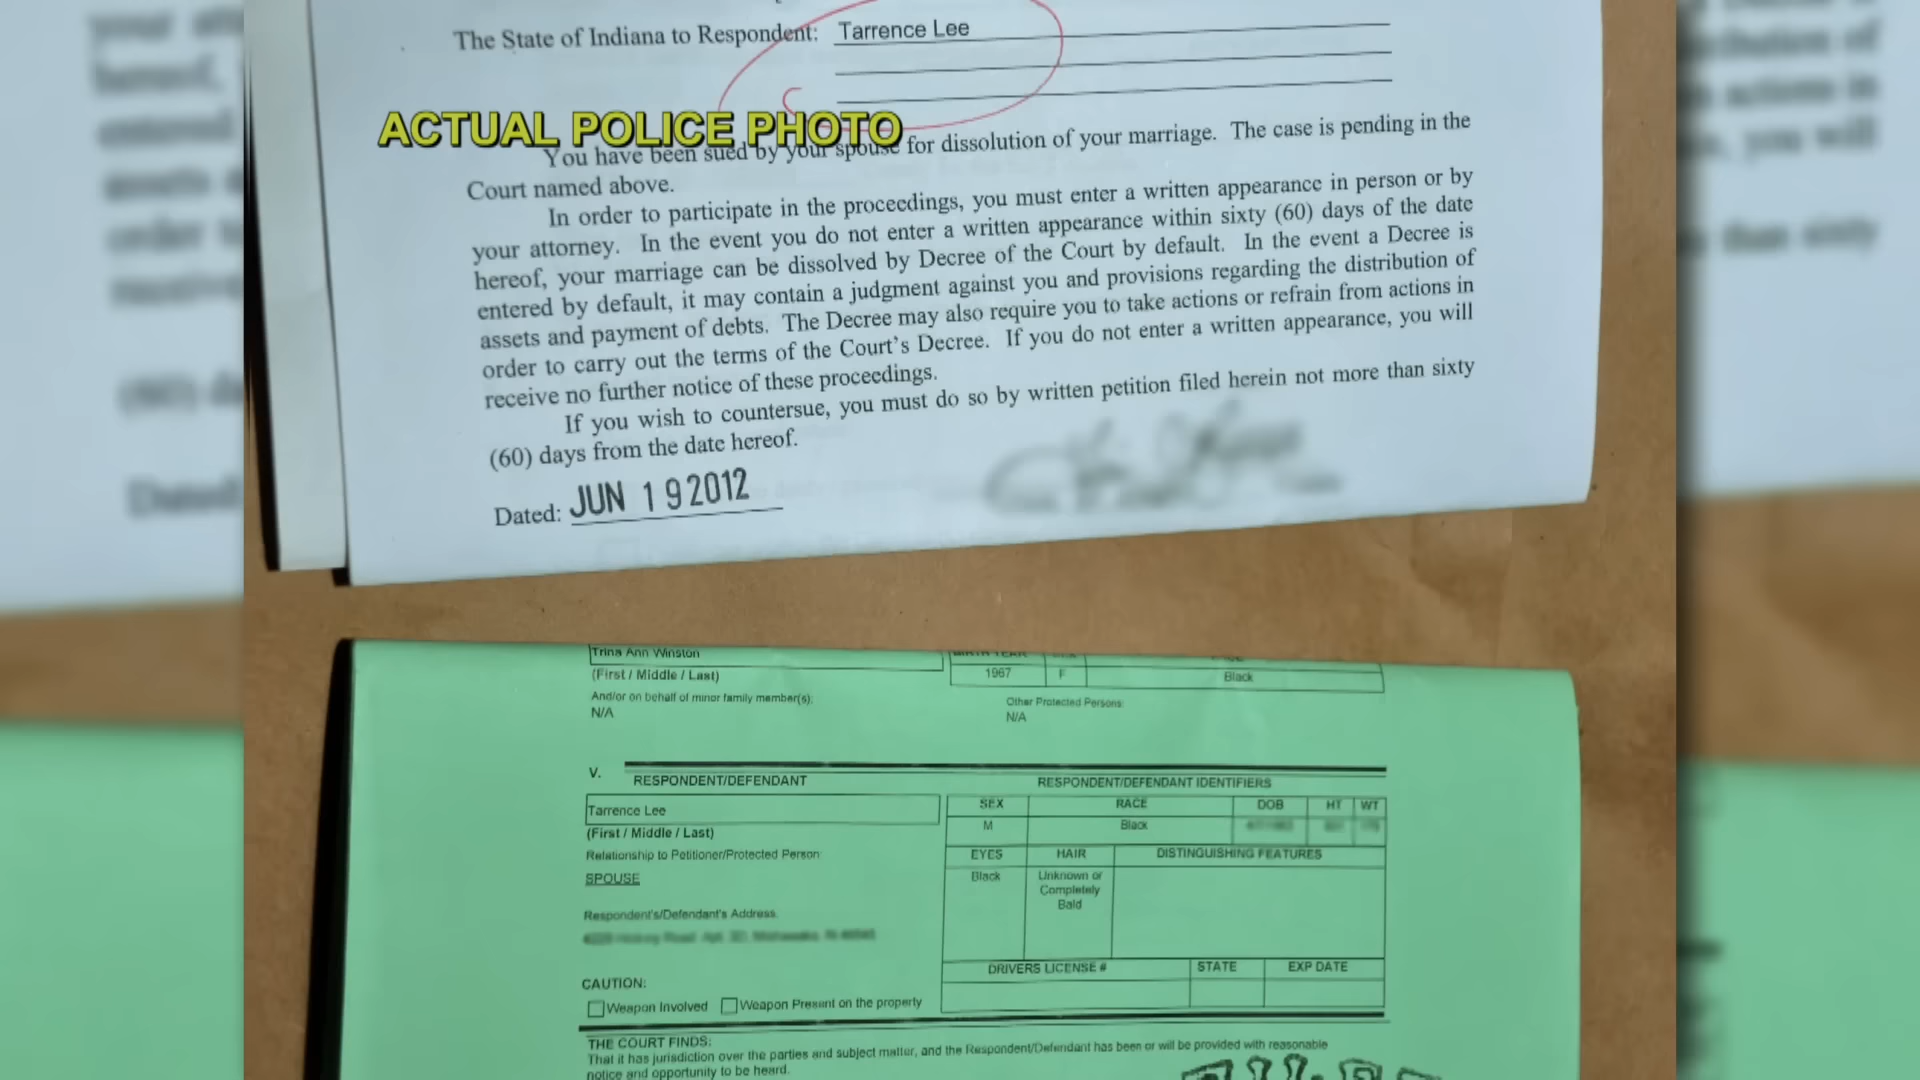 The State of Indiana to Respondent: Tarrence Lee
ACTUAL POLICE PHOTO
You have been sued by your spouse for dissolution of your marriage. The case is pending in the
Court named above.
In order to participate in the proceedings, you must enter a written appearance in person or by
your attorney. In the event you do not enter a written appearance within sixty (60) days of the date
hereof, your marriage can be dissolved by Decree of the Court by default. In the event a Decree is
entered by default, it may contain a judgment against you and provisions regarding the distribution of
assets and payment of debts. The Decree may also require you to take actions or refrain from actions in
order to carry out the terms of the Court's Decree. If you do not enter a written appearance, you will
receive no further notice of these proceedings.
If you wish to countersue, you must do so by written petition filed herein not more than sixty
(60) days from the date hereof.
Dated: JUN 19 2012
Trina Ann Winston
(First / Middle / Last)
1967 F Black
And/or on behalf of minor family member(s):
N/A
Other Protected Persons:
N/A
V. RESPONDENT/DEFENDANT
RESPONDENT/DEFENDANT IDENTIFIERS
Tarrence Lee
(First / Middle / Last)
SEX RACE DOB HT WT
M Black
Relationship to Petitioner/Protected Person:
SPOUSE
EYES HAIR DISTINGUISHING FEATURES
Black Unknown or
Completely
Bald
Respondent's/Defendant's Address
DRIVERS LICENSE # STATE EXP DATE
CAUTION:
Weapon Involved Weapon Present on the property
THE COURT FINDS:
That it has jurisdiction over the parties and subject matter, and the Respondent/Defendant has been or will be provided with reasonable
notice and opportunity to be heard.